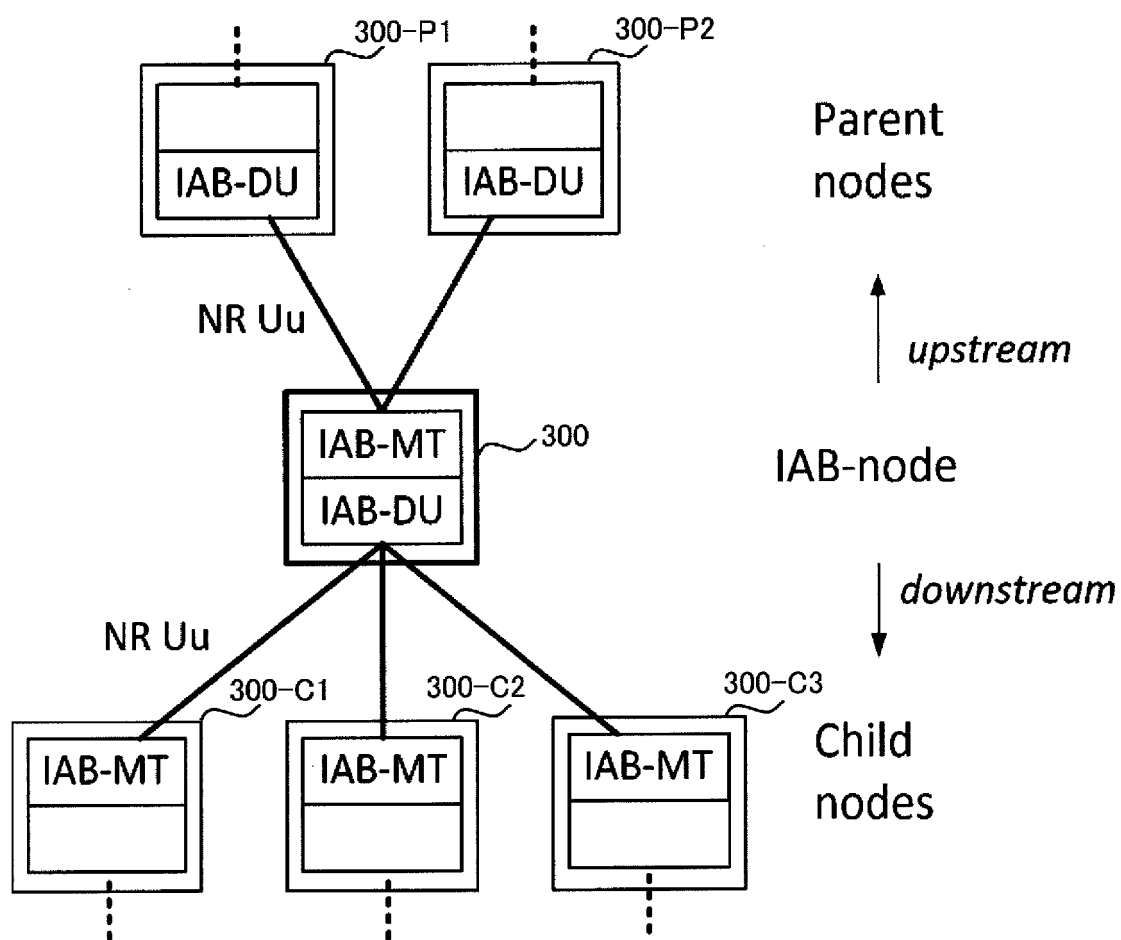 300-P1
300-P2
IAB-DU
IAB-DU
Parent
nodes
NR Uu
upstream
IAB-MT
IAB-DU
300
IAB-node
downstream
NR Uu
300-C1
300-C2
300-C3
IAB-MT
IAB-MT
IAB-MT
Child
nodes